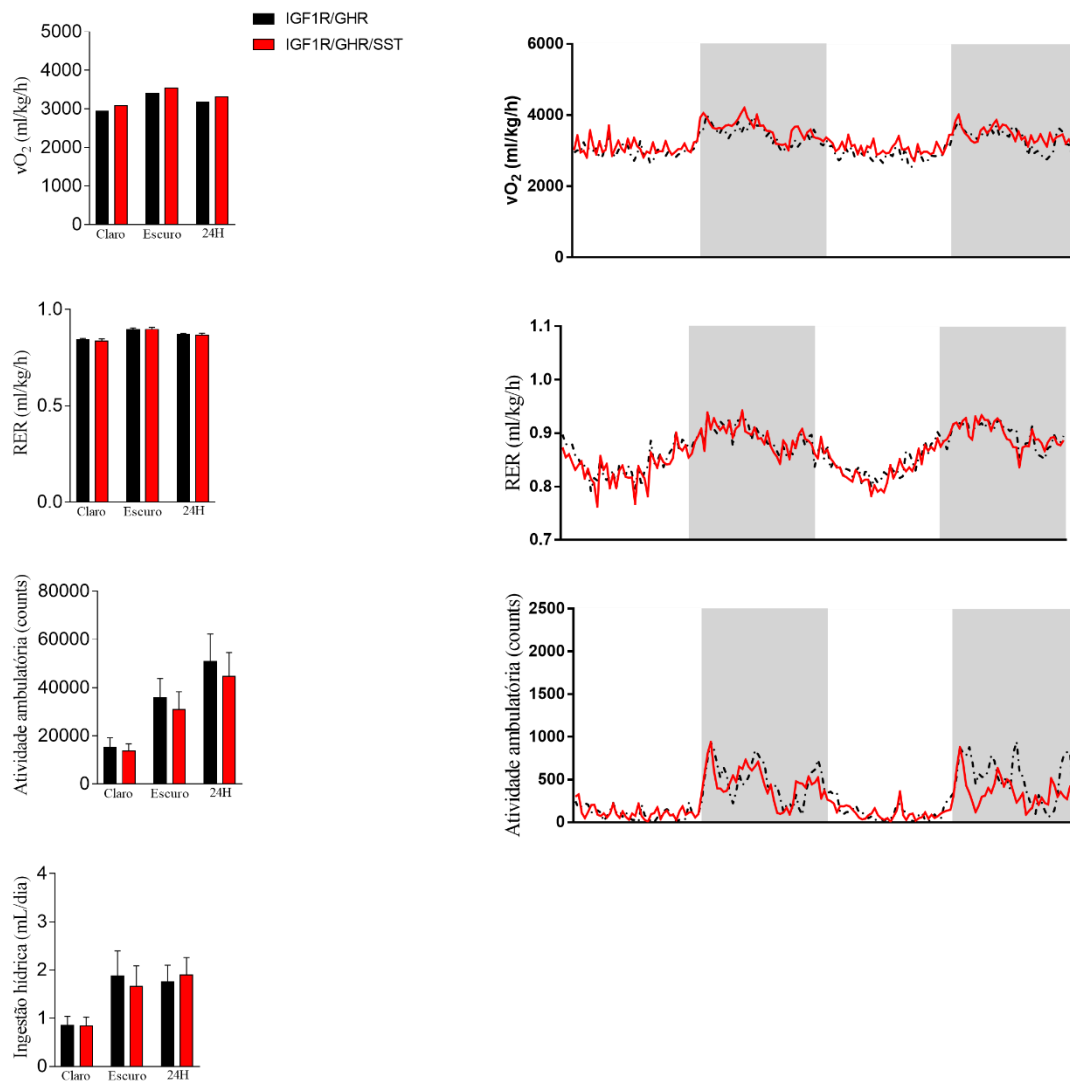 IGF1R/GHR
IGF1R/GHR/SST
vO₂ (ml/kg/h)
5000
4000
3000
2000
1000
0
Claro Escuro 24H
vO₂ (ml/kg/h)
6000
4000
2000
0
RER (ml/kg/h)
1.0
0.5
0.0
Claro Escuro 24H
RER (ml/kg/h)
1.1
1.0
0.9
0.8
0.7
Atividade ambulatória (counts)
80000
60000
40000
20000
0
Claro Escuro 24H
Atividade ambulatória (counts)
2500
2000
1500
1000
500
0
Ingestão hídrica (mL/dia)
4
3
2
1
0
Claro Escuro 24H